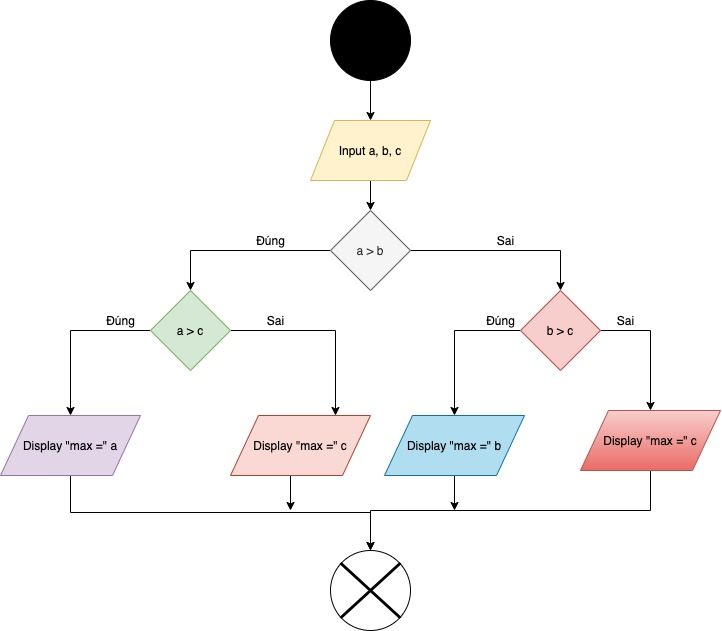 Input a, b, c
a > b
Đúng
Sai
a > c
Đúng
Sai
b > c
Đúng
Sai
Display "max =" a
Display "max =" c
Display "max =" b
Display "max =" c